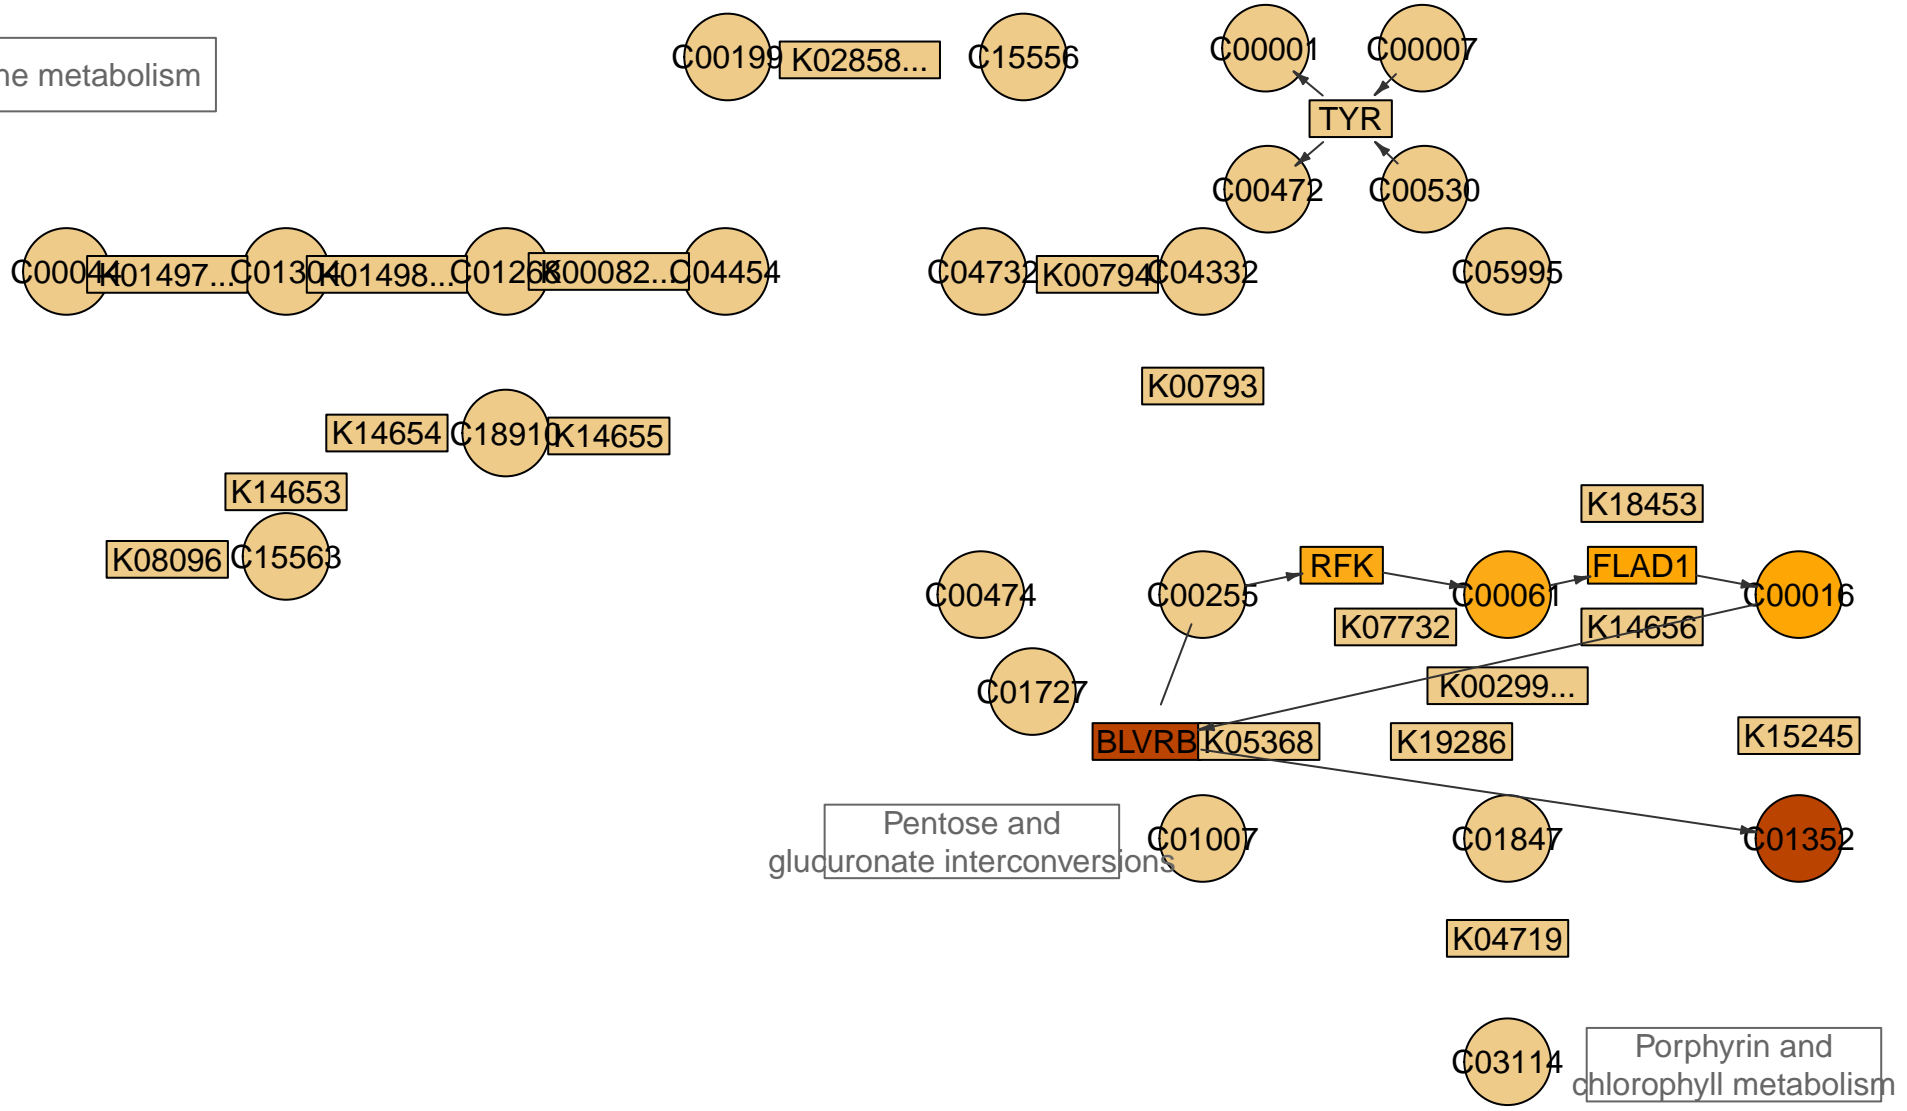 ne metabolism
C00199
K02858...
C15556
C00001
C00007
TYR
C00472
C00530
C00044
K01497...
C01304
K01498...
C01268
K00082...
C04454
C04732
K00794
C04332
C05995
K00793
K14654
C18910
K14655
K14653
K08096
C15563
K18453
RFK
FLAD1
C00474
C00255
C00061
C00016
K07732
K14656
C01727
K00299...
BLVRB
K05368
K19286
K15245
Pentose and
glucuronate interconversions
C01007
C01847
C01352
K04719
C03114
Porphyrin and
chlorophyll metabolism